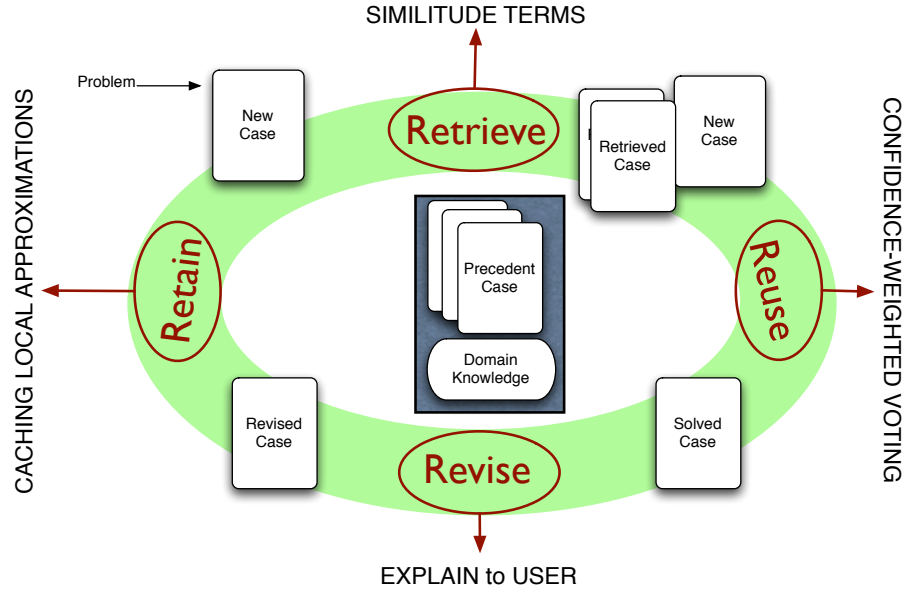 SIMILITUDE TERMS
Problem
New
Case
Retrieve
Retrieved
Case
New
Case
CACHING LOCAL APPROXIMATIONS
Retain
Precedent
Case
Domain
Knowledge
Reuse
CONFIDENCE-WEIGHTED VOTING
Revised
Case
Revise
Solved
Case
EXPLAIN to USER